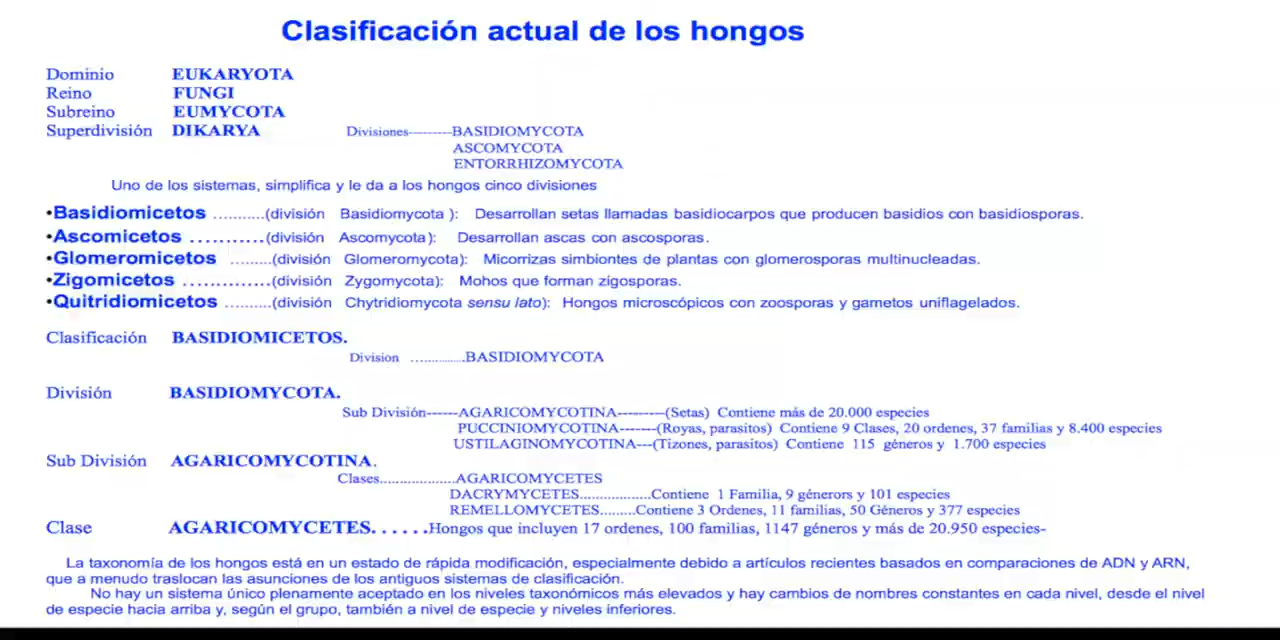 Clasificación actual de los hongos
Dominio EUKARYOTA
Reino FUNGI
Subreino EUMYCOTA
Superdivisión DIKARYA Divisiones---------BASIDIOMYCOTA
ASCOMYCOTA
ENTORRHIZOMYCOTA
Uno de los sistemas, simplifica y le da a los hongos cinco divisiones
•Basidiomicetos ...........(división Basidiomycota ): Desarrollan setas llamadas basidiocarpos que producen basidios con basidiosporas.
•Ascomicetos ...........(división Ascomycota): Desarrollan ascas con ascosporas.
•Glomeromicetos .........(división Glomeromycota): Micorrizas simbiontes de plantas con glomerosporas multinucleadas.
•Zigomicetos ..............(división Zygomycota): Mohos que forman zigosporas.
•Quitridiomicetos .........(división Chytridiomycota sensu lato): Hongos microscópicos con zoosporas y gametos uniflagelados.
Clasificación BASIDIOMICETOS.
Division ..............BASIDIOMYCOTA
División BASIDIOMYCOTA.
Sub División------AGARICOMYCOTINA---------(Setas) Contiene más de 20.000 especies
PUCCINIOMYCOTINA-------(Royas, parasitos) Contiene 9 Clases, 20 ordenes, 37 familias y 8.400 especies
USTILAGINOMYCOTINA---(Tizones, parasitos) Contiene 115 géneros y 1.700 especies
Sub División AGARICOMYCOTINA.
Clases..................AGARICOMYCETES
DACRYMYCETES.................Contiene 1 Familia, 9 génerors y 101 especies
REMELLOMYCETES.........Contiene 3 Ordenes, 11 familias, 50 Géneros y 377 especies
Clase AGARICOMYCETES. . . . . .Hongos que incluyen 17 ordenes, 100 familias, 1147 géneros y más de 20.950 especies-
La taxonomía de los hongos está en un estado de rápida modificación, especialmente debido a artículos recientes basados en comparaciones de ADN y ARN,
que a menudo traslocan las asunciones de los antiguos sistemas de clasificación.
No hay un sistema único plenamente aceptado en los niveles taxonómicos más elevados y hay cambios de nombres constantes en cada nivel, desde el nivel
de especie hacia arriba y, según el grupo, también a nivel de especie y niveles inferiores.